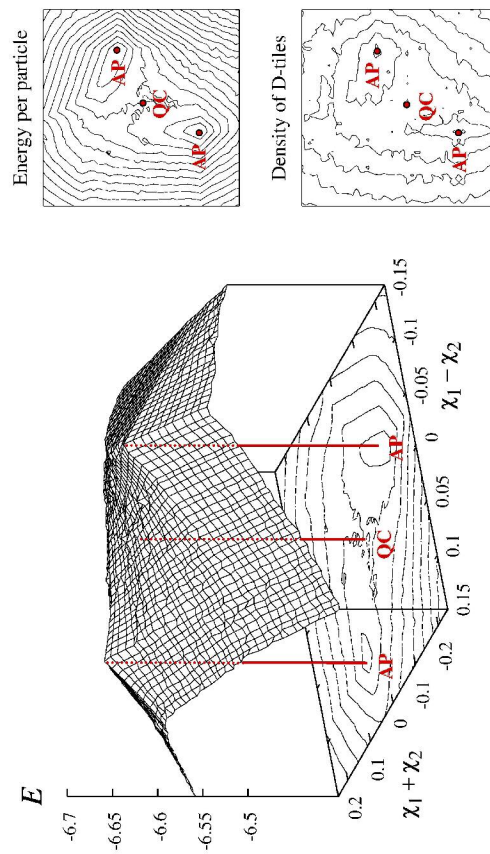 E
-6.7
-6.65
-6.6
-6.55
-6.5
0.2
0.1
0
-0.1
-0.2
χ₁ + χ₂
0.15
0.1
0.05
0
-0.05
-0.1
-0.15
χ₁ − χ₂
AP
QC
AP
Energy per particle
AP
QC
AP
Density of D-tiles
AP
QC
AP